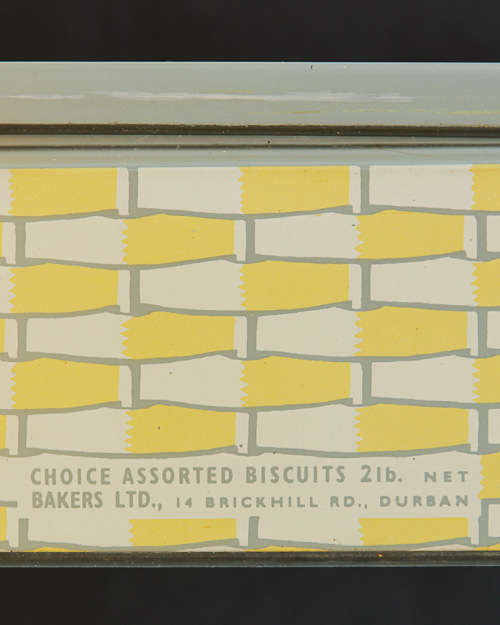 CHOICE ASSORTED BISCUITS 2lb. NET
BAKERS LTD., 14 BRICKHILL RD., DURBAN